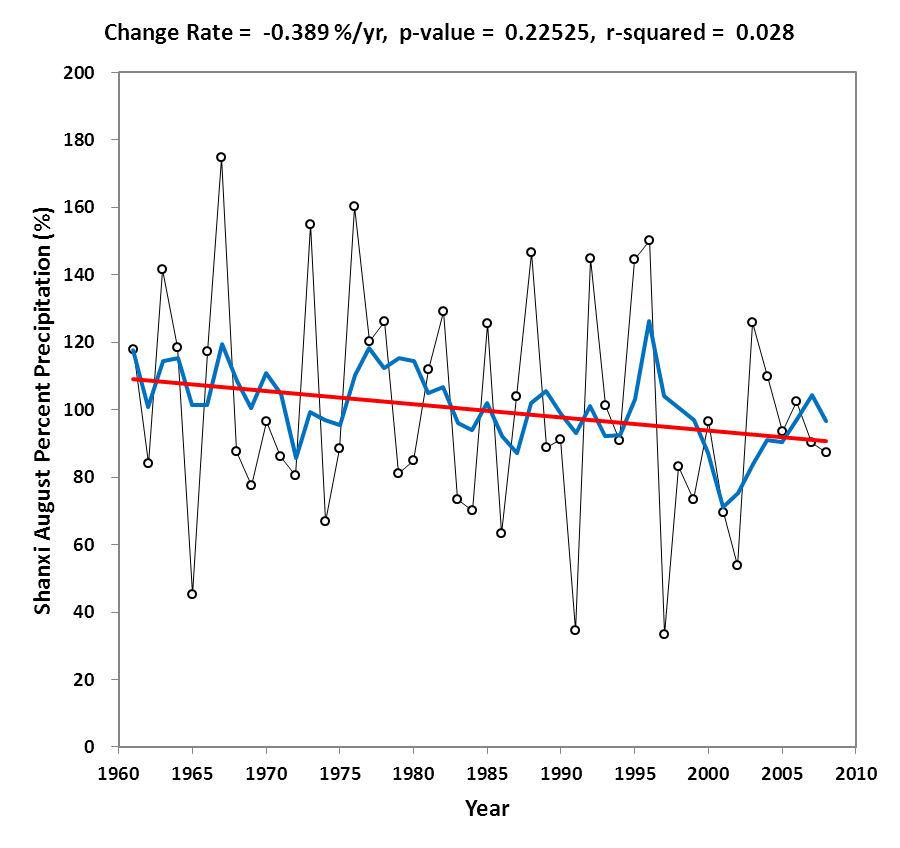 Change Rate = -0.389 %/yr, p-value = 0.22525, r-squared = 0.028
200
180
160
140
120
100
80
60
40
20
0
Shanxi August Percent Precipitation (%)
1960 1965 1970 1975 1980 1985 1990 1995 2000 2005 2010
Year